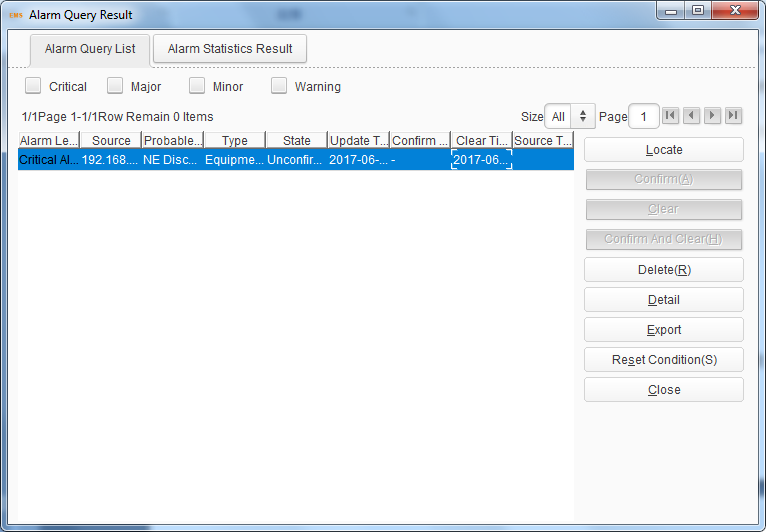 EMS Alarm Query Result
Alarm Query List Alarm Statistics Result
Critical Major Minor Warning
1/1Page 1-1/1Row Remain 0 Items Size All Page 1
Alarm Le... Source Probable... Type State Update T... Confirm ... Clear Ti... Source T...
Critical Al... 192.168.... NE Disc... Equipme... Unconfir... 2017-06-... - 2017-06...
Locate
Confirm(A)
Clear
Confirm And Clear(H)
Delete(R)
Detail
Export
Reset Condition(S)
Close